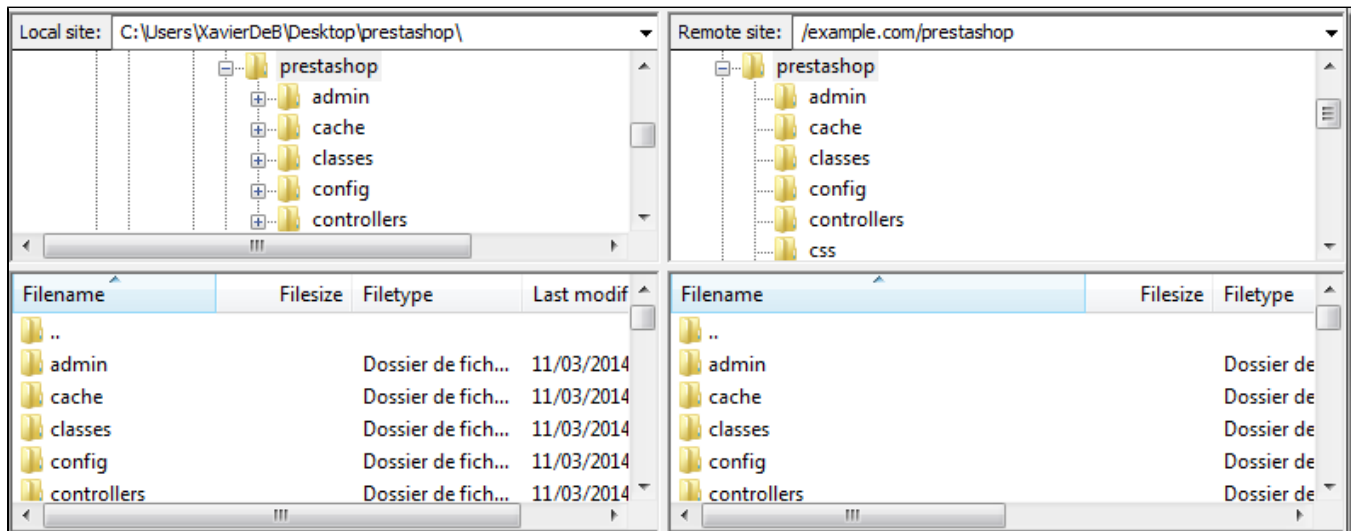 Local site: C:\Users\XavierDeB\Desktop\prestashop\
prestashop
admin
cache
classes
config
controllers
Filename Filesize Filetype Last modif
..
admin Dossier de fich... 11/03/2014
cache Dossier de fich... 11/03/2014
classes Dossier de fich... 11/03/2014
config Dossier de fich... 11/03/2014
controllers Dossier de fich... 11/03/2014
Remote site: /example.com/prestashop
prestashop
admin
cache
classes
config
controllers
css
Filename Filesize Filetype
..
admin Dossier de
cache Dossier de
classes Dossier de
config Dossier de
controllers Dossier de